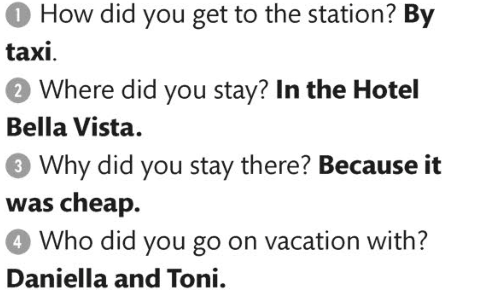 1 How did you get to the station? By
taxi.
2 Where did you stay? In the Hotel
Bella Vista.
3 Why did you stay there? Because it
was cheap.
4 Who did you go on vacation with?
Daniella and Toni.